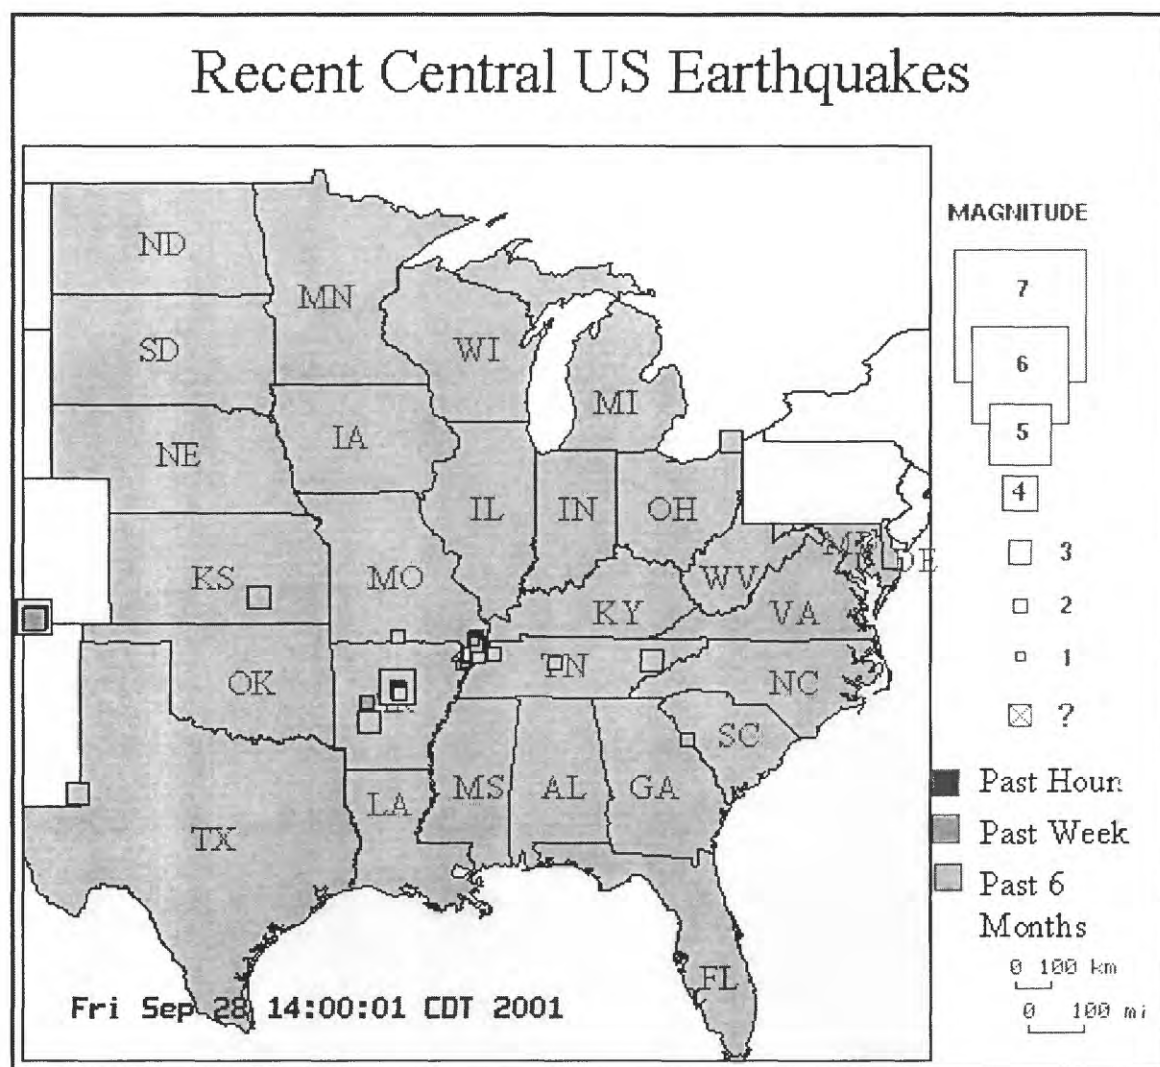 Recent Central US Earthquakes
MAGNITUDE
7
6
5
4
3
2
1
?
Past Hour
Past Week
Past 6
Months
0 100 km
0 100 mi
ND
MN
SD
WI
MI
IA
NE
IL
IN
OH
KS
MO
WV
DE
KY
VA
OK
TN
NC
SC
MS
AL
GA
LA
TX
FL
Fri Sep 28 14:00:01 CDT 2001